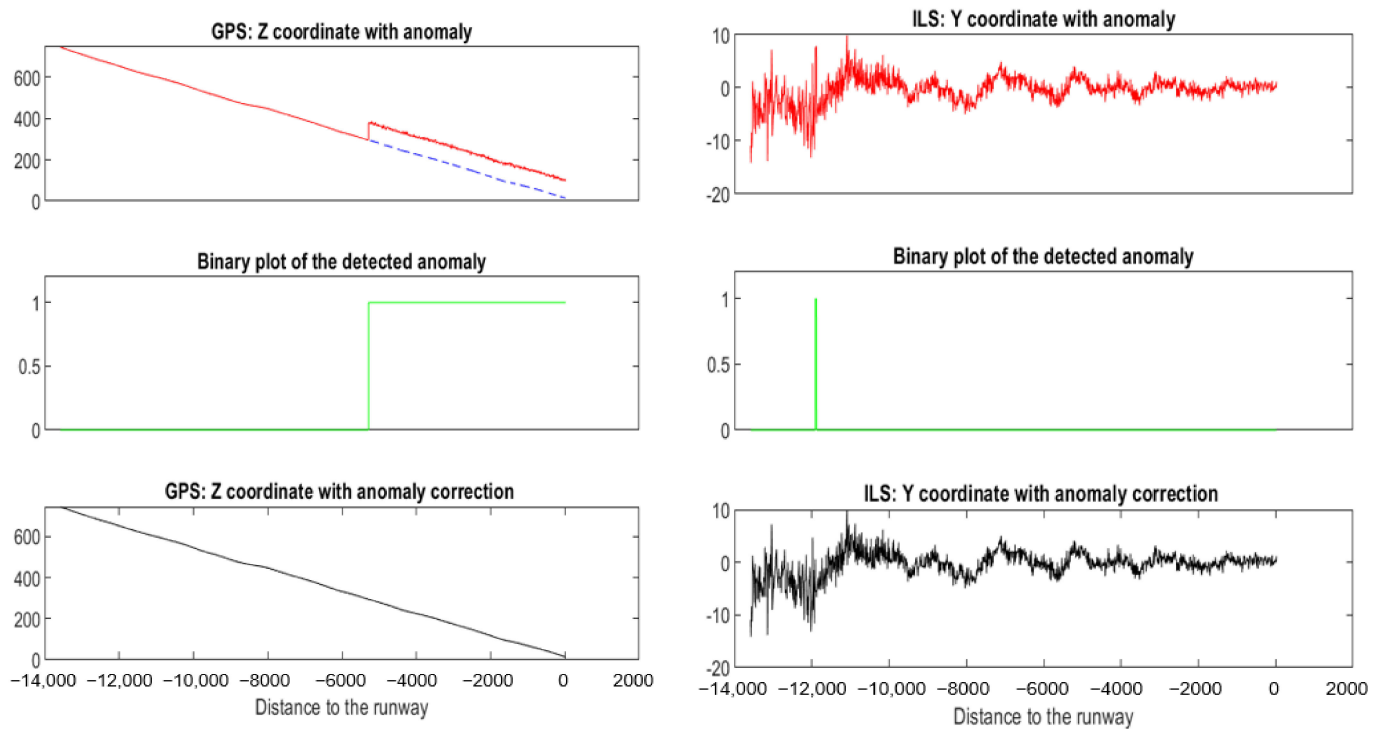 GPS: Z coordinate with anomaly
600
400
200
0
−2000 0 2000
Binary plot of the detected anomaly
1
0.5
0
GPS: Z coordinate with anomaly correction
600
400
200
0
−14,000 −12,000 −10,000 −8000 −6000 −4000 −2000 0 2000
Distance to the runway
ILS: Y coordinate with anomaly
10
0
-10
-20
Binary plot of the detected anomaly
1
0.5
0
ILS: Y coordinate with anomaly correction
10
0
-10
-20
−14,000 −12,000 −10,000 −8000 −6000 −4000 −2000 0 2000
Distance to the runway